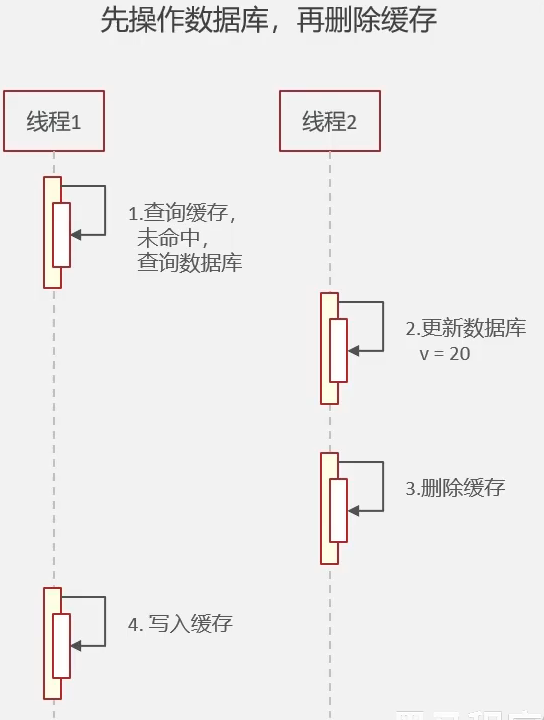 先操作数据库，再删除缓存
线程1
线程2
1.查询缓存，
未命中，
查询数据库
2.更新数据库
v = 20
3.删除缓存
4. 写入缓存